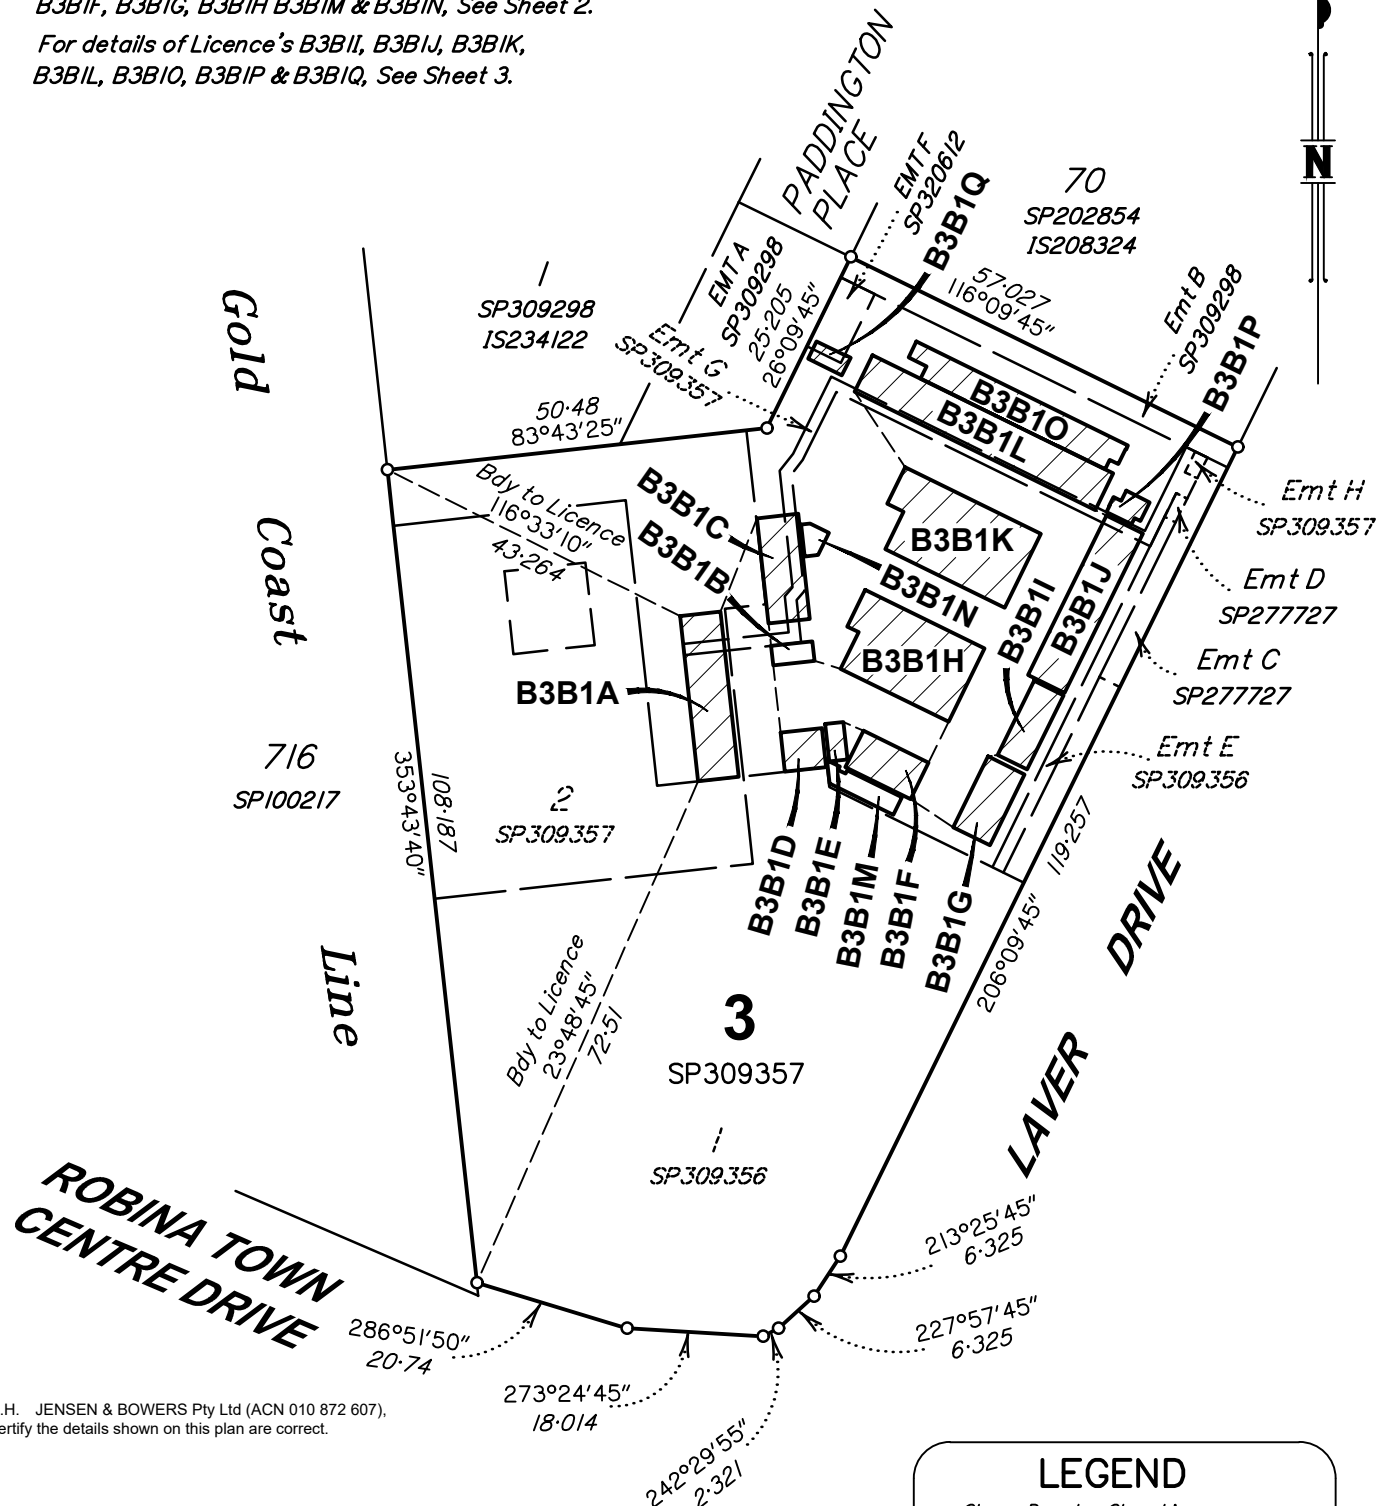 B3B1F, B3B1G, B3B1H B3B1M & B3B1N, See Sheet 2.
For details of Licence's B3B1I, B3B1J, B3B1K,
B3B1L, B3B1O, B3B1P & B3B1Q, See Sheet 3.
N
PADDINGTON
PLACE
EMT F
SP320612
B3B1Q
70
SP202854
IS208324
EMT A
SP309298
25·205
26°09'45"
57·027
116°09'45"
Emt B
SP309298
B3B1P
1
SP309298
IS234122
Emt G
SP309357
Gold
Coast
Line
50·48
83°43'25"
B3B1O
B3B1L
Bdy to Licence
116°33'10"
43·264
B3B1C
B3B1B
B3B1K
B3B1N
B3B1H
B3B1I
B3B1J
Emt H
SP309357
Emt D
SP277727
Emt C
SP277727
Emt E
SP309356
B3B1A
716
SP100217
353°43'40"
108·187
2
SP309357
B3B1D
B3B1E
B3B1M
B3B1F
B3B1G
119·257
206°09'45"
LAVER DRIVE
Bdy to Licence
23°48'45"
72·51
3
SP309357
1
SP309356
ROBINA TOWN
CENTRE DRIVE
213°25'45"
6·325
227°57'45"
6·325
286°51'50"
20·74
273°24'45"
18·014
242°29'55"
2·321
.H. JENSEN & BOWERS Pty Ltd (ACN 010 872 607),
ertify the details shown on this plan are correct.
LEGEND